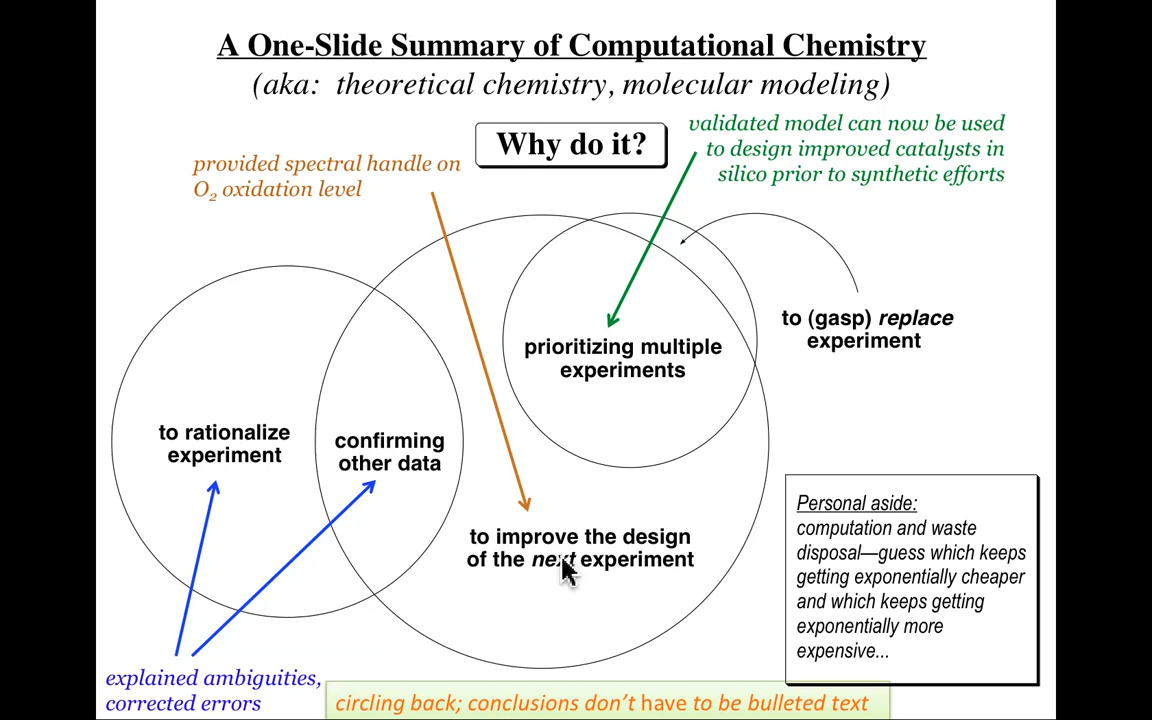 A One-Slide Summary of Computational Chemistry
(aka: theoretical chemistry, molecular modeling)
Why do it?
validated model can now be used
to design improved catalysts in
silico prior to synthetic efforts
provided spectral handle on
O2 oxidation level
to (gasp) replace
experiment
prioritizing multiple
experiments
to rationalize
experiment
confirming
other data
to improve the design
of the next experiment
Personal aside:
computation and waste
disposal—guess which keeps
getting exponentially cheaper
and which keeps getting
exponentially more
expensive...
explained ambiguities,
corrected errors
circling back; conclusions don't have to be bulleted text